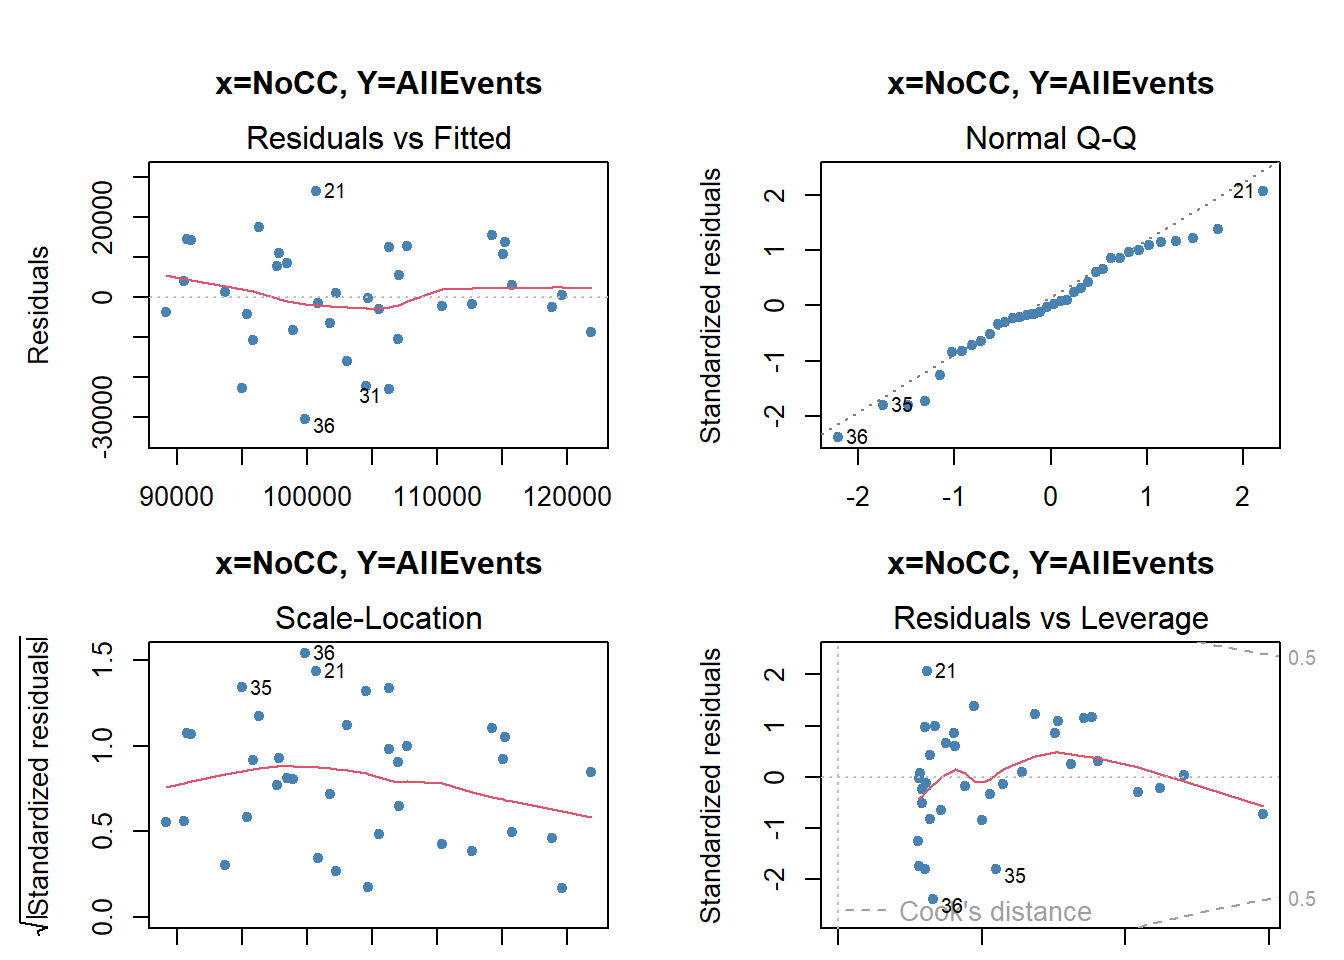 x=NoCC, Y=AllEvents
Residuals vs Fitted
Residuals
20000
0
-30000
21
31
36
90000 100000 110000 120000
x=NoCC, Y=AllEvents
Normal Q-Q
Standardized residuals
2
1
0
-1
-2
21
35
36
-2 -1 0 1 2
x=NoCC, Y=AllEvents
Scale-Location
√|Standardized residuals|
1.5
1.0
0.5
0.0
36
21
35
x=NoCC, Y=AllEvents
Residuals vs Leverage
Standardized residuals
2
1
0
-1
-2
21
35
36
Cook's distance
0.5
0.5